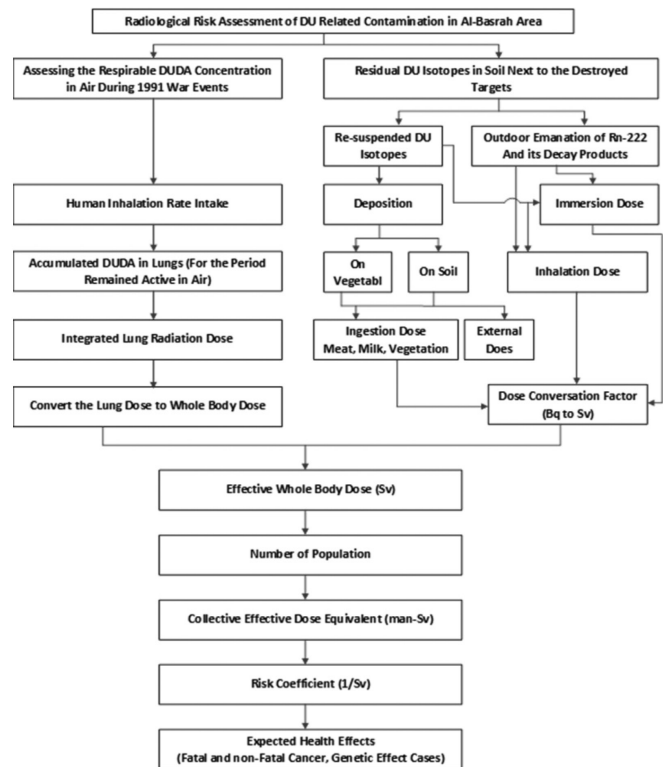 Radiological Risk Assessment of DU Related Contamination in Al-Basrah Area
Assessing the Respirable DUDA Concentration
in Air During 1991 War Events
Residual DU Isotopes in Soil Next to the Destroyed
Targets
Re-suspended DU
Isotopes
Outdoor Emanation of Rn-222
And its Decay Products
Human Inhalation Rate Intake
Deposition
Immersion Dose
Accumulated DUDA in Lungs (For the Period
Remained Active in Air)
On
Vegetabl
On Soil
Inhalation Dose
Integrated Lung Radiation Dose
Ingestion Dose
Meat, Milk, Vegetation
External
Does
Convert the Lung Dose to Whole Body Dose
Dose Conversation Factor
(Bq to Sv)
Effective Whole Body Dose (Sv)
Number of Population
Collective Effective Dose Equivalent (man-Sv)
Risk Coefficient (1/Sv)
Expected Health Effects
(Fatal and non-Fatal Cancer, Genetic Effect Cases)